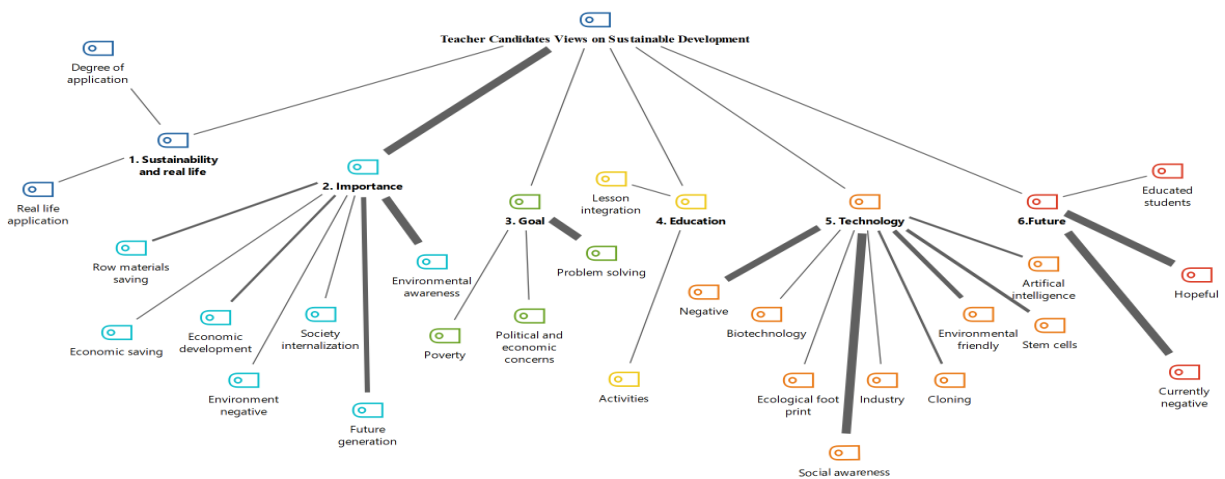 Teacher Candidates Views on Sustainable Development
Degree of
application
1. Sustainability
and real life
Real life
application
2. Importance
Row materials
saving
Economic saving
Economic
development
Environment
negative
Society
internalization
Future
generation
Environmental
awareness
3. Goal
Poverty
Political and
economic
concerns
Problem solving
Lesson
integration
4. Education
Activities
5. Technology
Negative
Biotechnology
Ecological foot
print
Social awareness
Industry
Cloning
Environmental
friendly
Stem cells
Artifical
intelligence
6.Future
Educated
students
Hopeful
Currently
negative